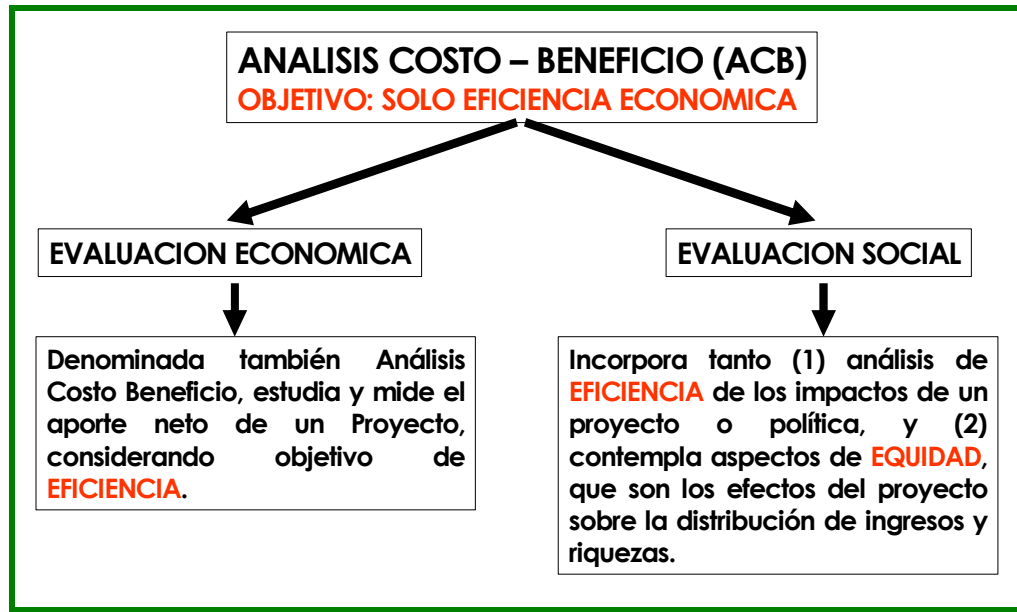 ANALISIS COSTO – BENEFICIO (ACB)
OBJETIVO: SOLO EFICIENCIA ECONOMICA
EVALUACION ECONOMICA
Denominada también Análisis
Costo Beneficio, estudia y mide el
aporte neto de un Proyecto,
considerando objetivo de
EFICIENCIA.
EVALUACION SOCIAL
Incorpora tanto (1) análisis de
EFICIENCIA de los impactos de un
proyecto o política, y (2)
contempla aspectos de EQUIDAD,
que son los efectos del proyecto
sobre la distribución de ingresos y
riquezas.